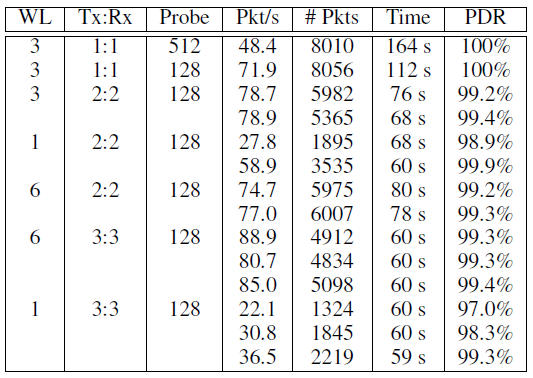 WL Tx:Rx Probe Pkt/s # Pkts Time PDR
3 1:1 512 48.4 8010 164 s 100%
3 1:1 128 71.9 8056 112 s 100%
3 2:2 128 78.7 5982 76 s 99.2%
78.9 5365 68 s 99.4%
1 2:2 128 27.8 1895 68 s 98.9%
58.9 3535 60 s 99.9%
6 2:2 128 74.7 5975 80 s 99.2%
77.0 6007 78 s 99.3%
6 3:3 128 88.9 4912 60 s 99.3%
80.7 4834 60 s 99.3%
85.0 5098 60 s 99.4%
1 3:3 128 22.1 1324 60 s 97.0%
30.8 1845 60 s 98.3%
36.5 2219 59 s 99.3%